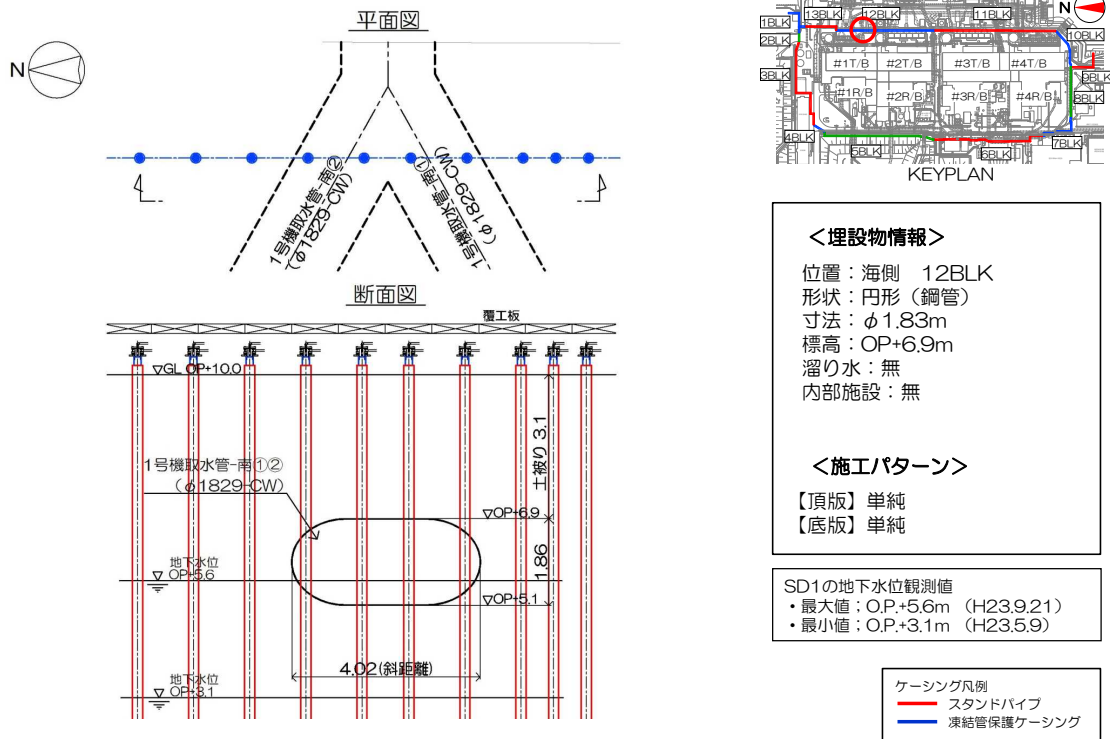 平面図
N
1号機取水管-南②
(φ1829-CW)
1号機取水管-南①
(φ1829-CW)
断面図
覆工板
▽GL OP+10.0
土被り 3.1
1号機取水管-南①②
(φ1829-CW)
▽OP+6.9
1.86
地下水位
▽ OP+5.6
▽OP+5.1
4.02(斜距離)
地下水位
▽ OP+3.1
N
1BLK
13BLK
12BLK
11BLK
10BLK
2BLK
3BLK
#1T/B
#2T/B
#3T/B
#4T/B
9BLK
#1R/B
#2R/B
#3R/B
#4R/B
8BLK
4BLK
5BLK
6BLK
7BLK
KEYPLAN
<埋設物情報>
位置：海側 12BLK
形状：円形（鋼管）
寸法：φ1.83m
標高：OP+6.9m
溜り水：無
内部施設：無
<施工パターン>
【頂版】単純
【底版】単純
SD1の地下水位観測値
・最大値；O.P.+5.6m （H23.9.21）
・最小値；O.P.+3.1m （H23.5.9）
ケーシング凡例
スタンドパイプ
凍結管保護ケーシング